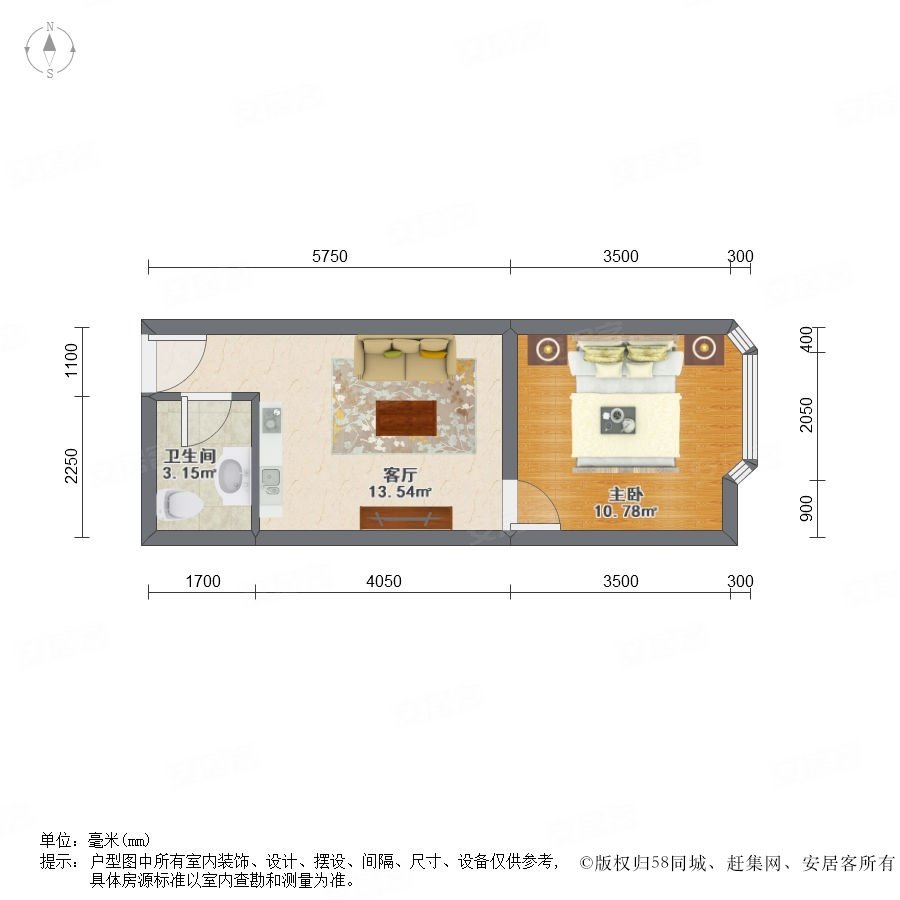 N
S
5750
3500
300
1100
2250
400
2050
900
卫生间
3.15㎡
客厅
13.54㎡
主卧
10.78㎡
1700
4050
3500
300
单位：毫米(mm)
提示：户型图中所有室内装饰、设计、摆设、间隔、尺寸、设备仅供参考，
具体房源标准以室内查勘和测量为准。
©版权归58同城、赶集网、安居客所有